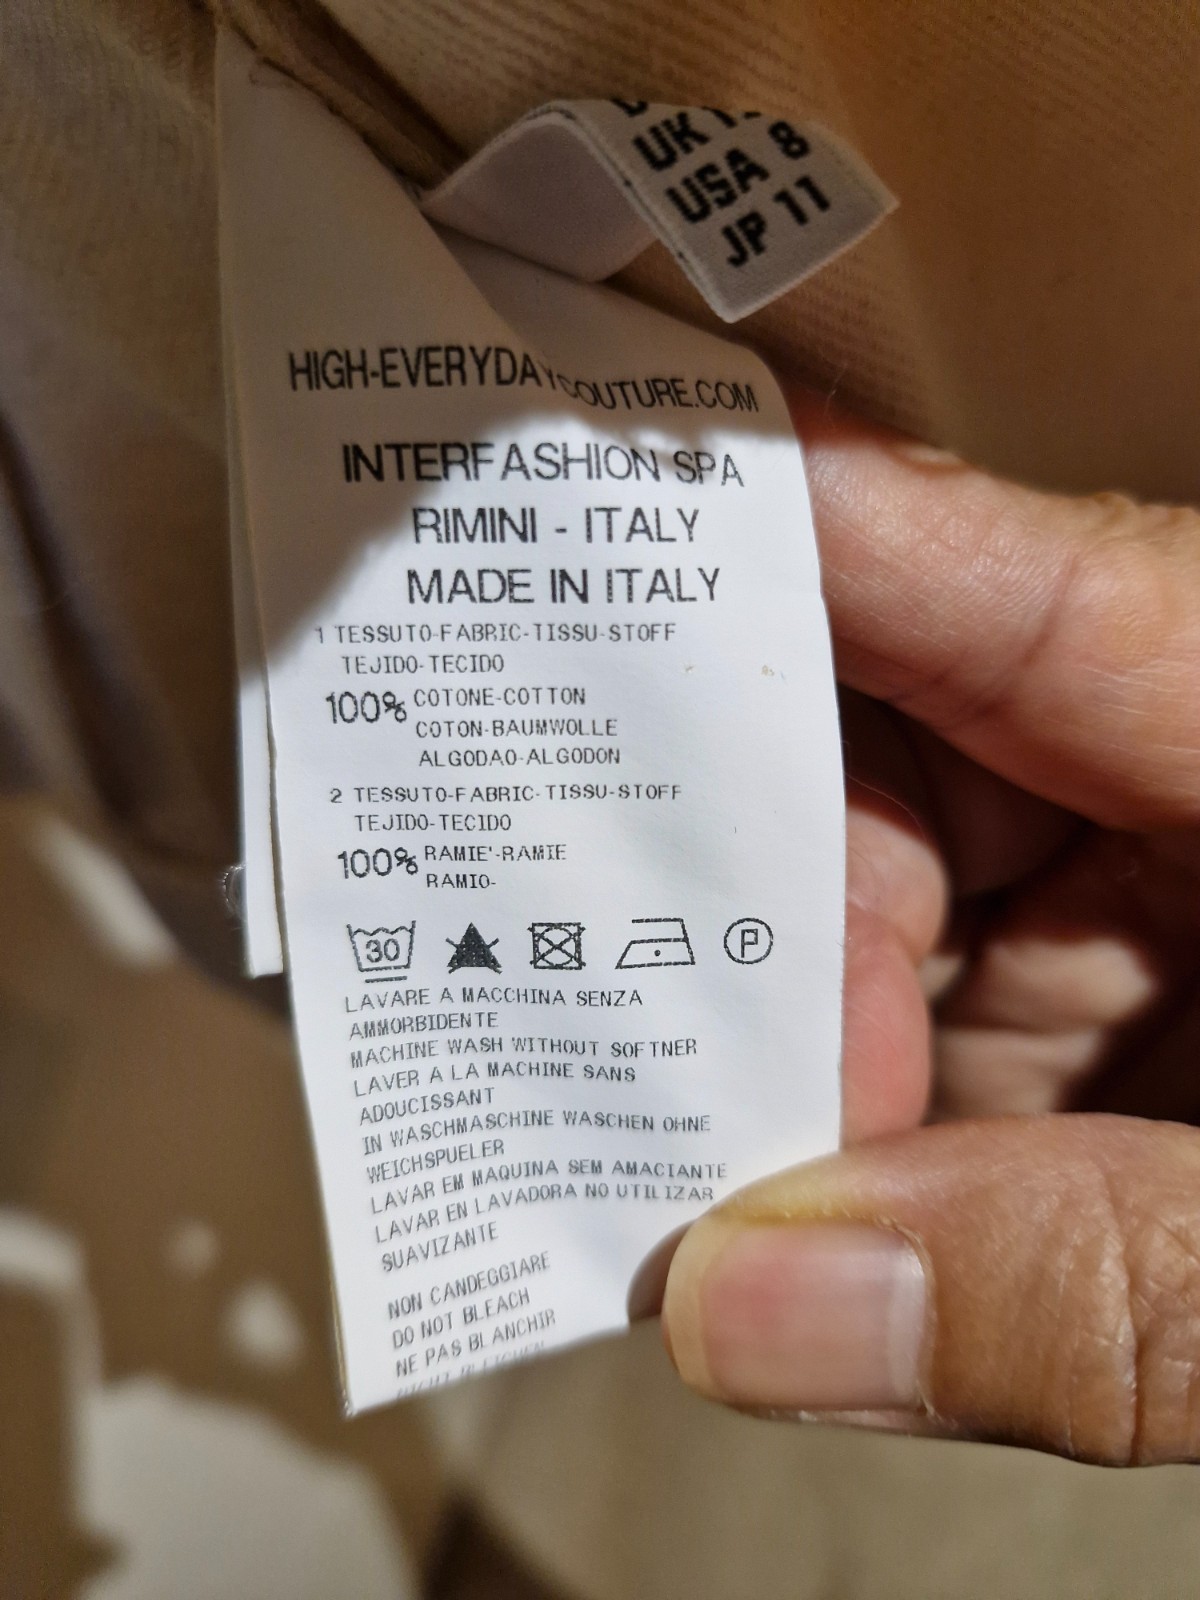 UK
USA 8
JP 11
HIGH-EVERYDAYCOUTURE.COM
INTERFASHION SPA
RIMINI - ITALY
MADE IN ITALY
1 TESSUTO-FABRIC-TISSU-STOFF
TEJIDO-TECIDO
100% COTONE-COTTON
COTON-BAUMWOLLE
ALGODAO-ALGODON
2 TESSUTO-FABRIC-TISSU-STOFF
TEJIDO-TECIDO
100% RAMIE'-RAMIE
RAMIO-
30 P
LAVARE A MACCHINA SENZA
AMMORBIDENTE
MACHINE WASH WITHOUT SOFTNER
LAVER A LA MACHINE SANS
ADOUCISSANT
IN WASCHMASCHINE WASCHEN OHNE
WEICHSPUELER
LAVAR EM MAQUINA SEM AMACIANTE
LAVAR EN LAVADORA NO UTILIZAR
SUAVIZANTE
NON CANDEGGIARE
DO NOT BLEACH
NE PAS BLANCHIR